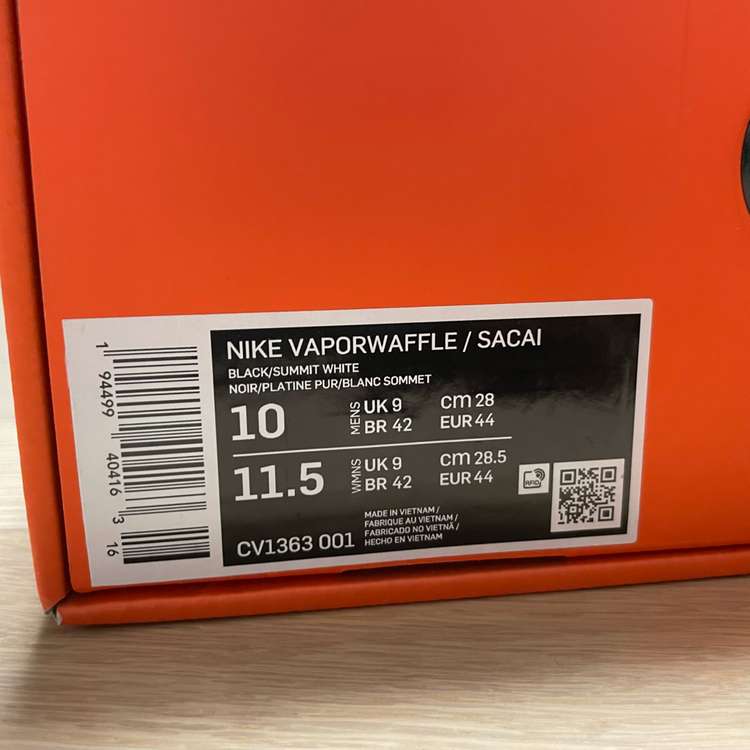 1 94499 40416 3 16
NIKE VAPORWAFFLE / SACAI
BLACK/SUMMIT WHITE
NOIR/PLATINE PUR/BLANC SOMMET
10 MENS UK 9 cm 28
BR 42 EUR 44
11.5 WMNS UK 9 cm 28.5
BR 42 EUR 44
RFID
MADE IN VIETNAM /
FABRIQUE AU VIETNAM /
FABRICADO NO VIETNÃ /
HECHO EN VIETNAM
CV1363 001